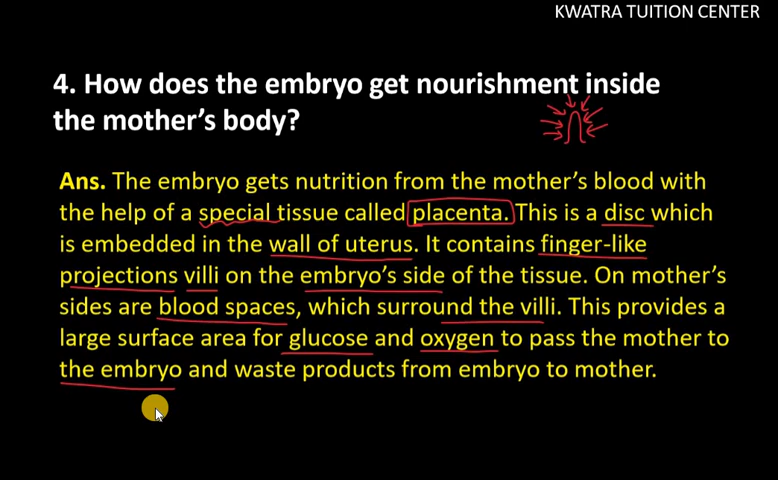 KWATRA TUITION CENTER
4. How does the embryo get nourishment inside
the mother's body?
Ans. The embryo gets nutrition from the mother's blood with
the help of a special tissue called placenta. This is a disc which
is embedded in the wall of uterus. It contains finger-like
projections villi on the embryo's side of the tissue. On mother's
sides are blood spaces, which surround the villi. This provides a
large surface area for glucose and oxygen to pass the mother to
the embryo and waste products from embryo to mother.